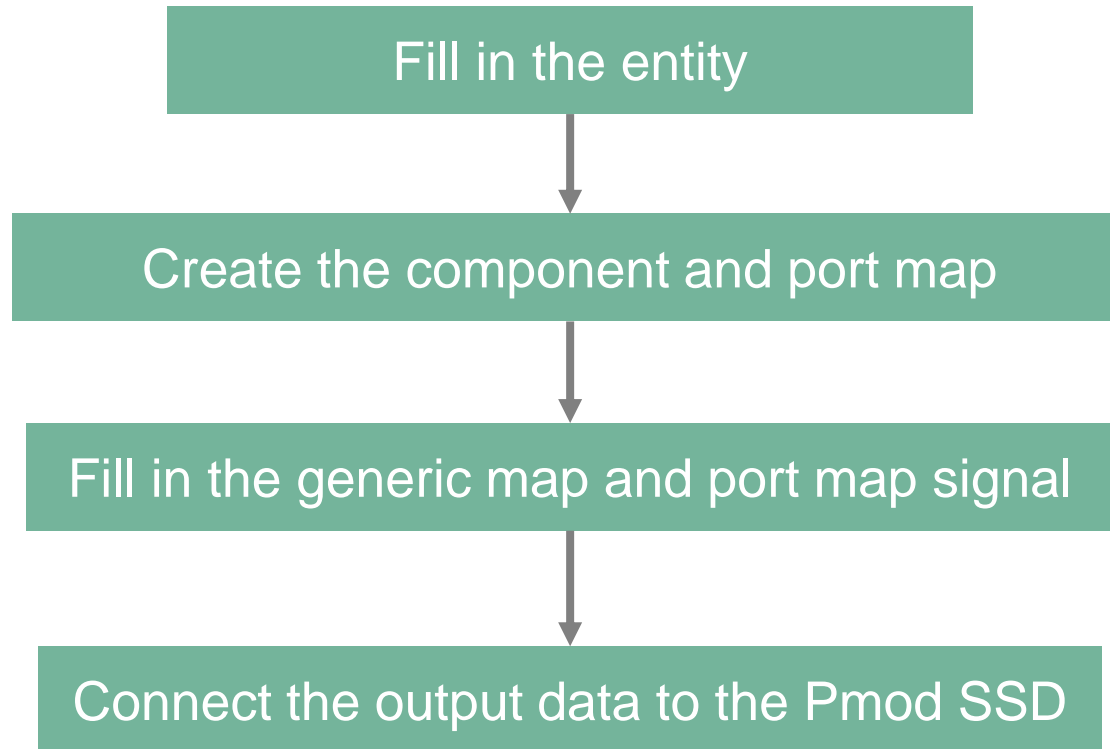 Fill in the entity
Create the component and port map
Fill in the generic map and port map signal
Connect the output data to the Pmod SSD